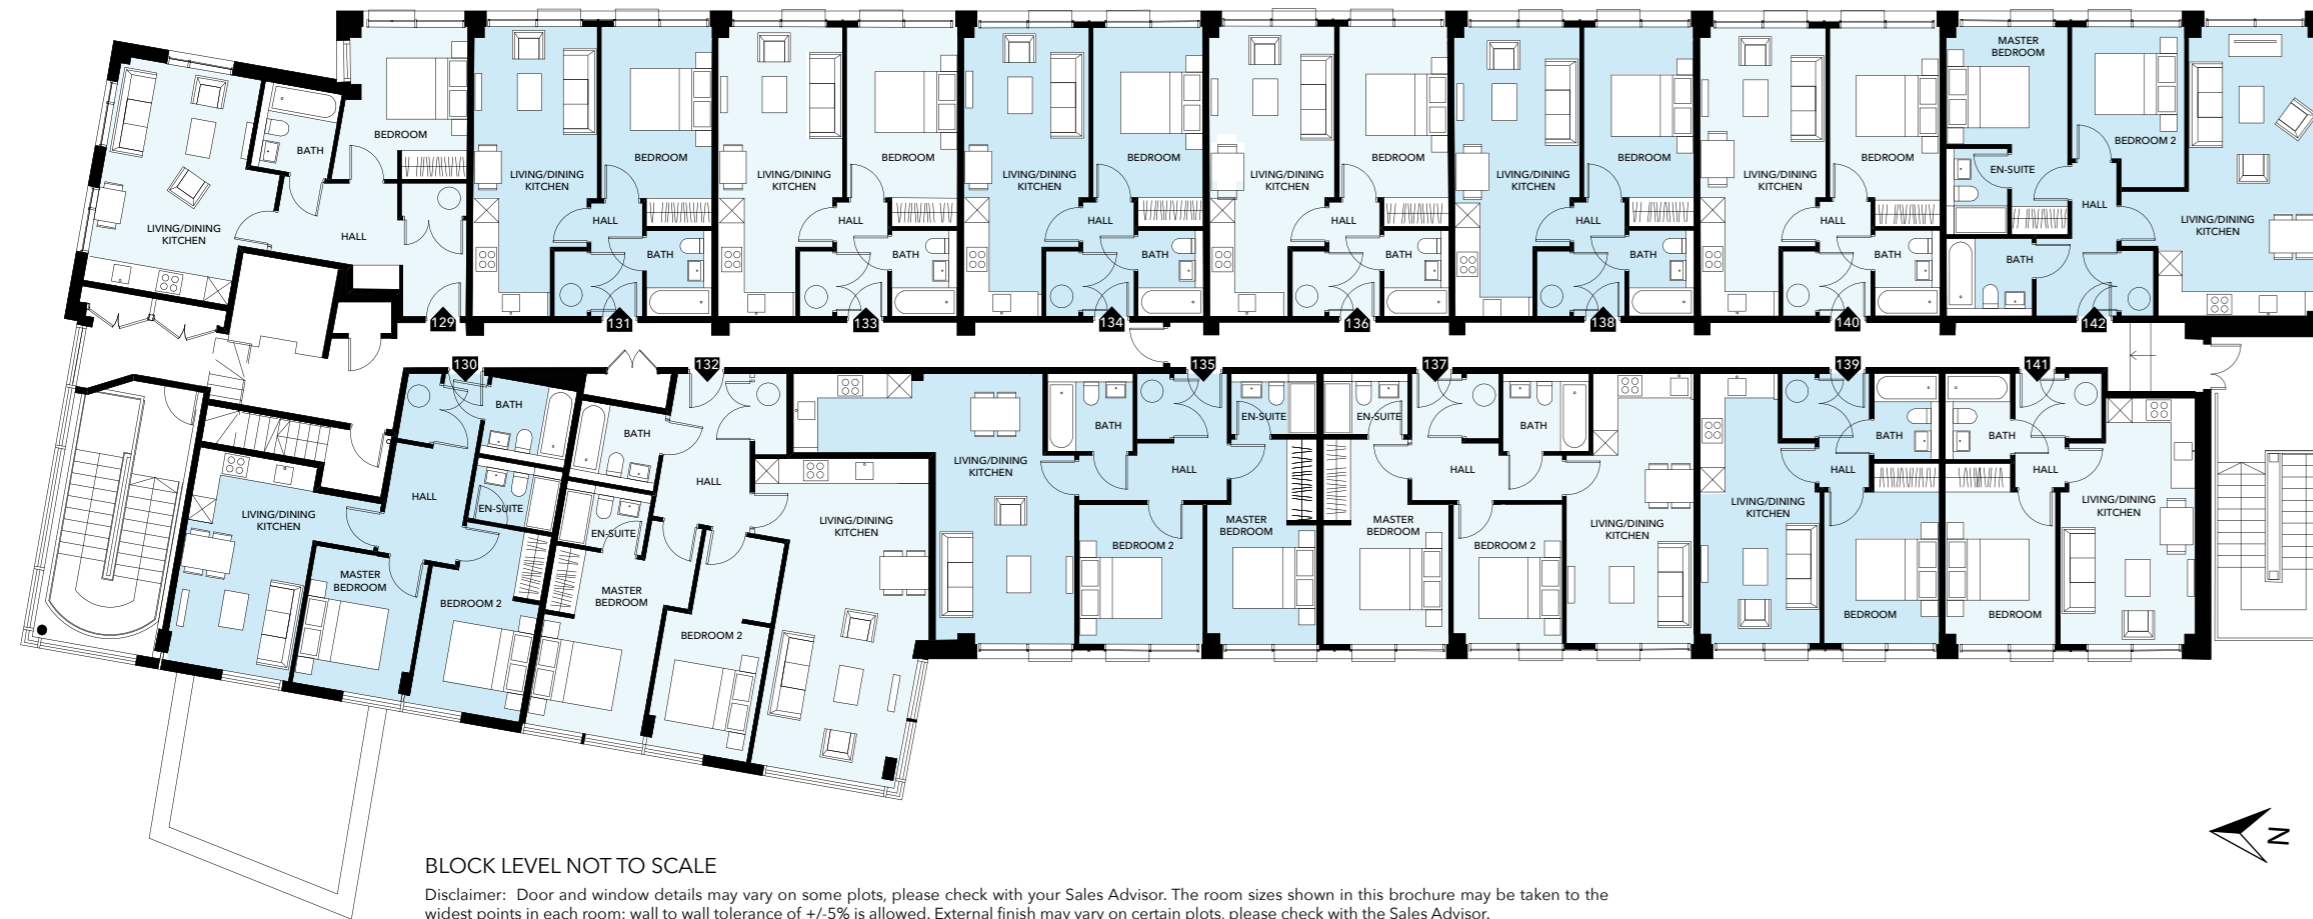 MASTER
BEDROOM
BEDROOM
BATH
BEDROOM 2
LIVING/DINING
KITCHEN
HALL
129
LIVING/DINING
KITCHEN
BEDROOM
HALL
BATH
131
LIVING/DINING
KITCHEN
BEDROOM
HALL
BATH
133
LIVING/DINING
KITCHEN
BEDROOM
HALL
BATH
134
LIVING/DINING
KITCHEN
BEDROOM
HALL
BATH
136
LIVING/DINING
KITCHEN
BEDROOM
HALL
BATH
138
LIVING/DINING
KITCHEN
BEDROOM
HALL
BATH
140
EN-SUITE
HALL
LIVING/DINING
KITCHEN
BATH
142
130
BATH
HALL
EN-SUITE
LIVING/DINING
KITCHEN
MASTER
BEDROOM
BEDROOM 2
132
BATH
HALL
EN-SUITE
LIVING/DINING
KITCHEN
MASTER
BEDROOM
BEDROOM 2
135
LIVING/DINING
KITCHEN
BATH
EN-SUITE
HALL
BEDROOM 2
MASTER
BEDROOM
137
EN-SUITE
BATH
HALL
MASTER
BEDROOM
BEDROOM 2
LIVING/DINING
KITCHEN
139
BATH
HALL
LIVING/DINING
KITCHEN
BEDROOM
141
BATH
HALL
LIVING/DINING
KITCHEN
BEDROOM
N
BLOCK LEVEL NOT TO SCALE
Disclaimer: Door and window details may vary on some plots, please check with your Sales Advisor. The room sizes shown in this brochure may be taken to the
widest points in each room; wall to wall tolerance of +/-5% is allowed. External finish may vary on certain plots, please check with the Sales Advisor.